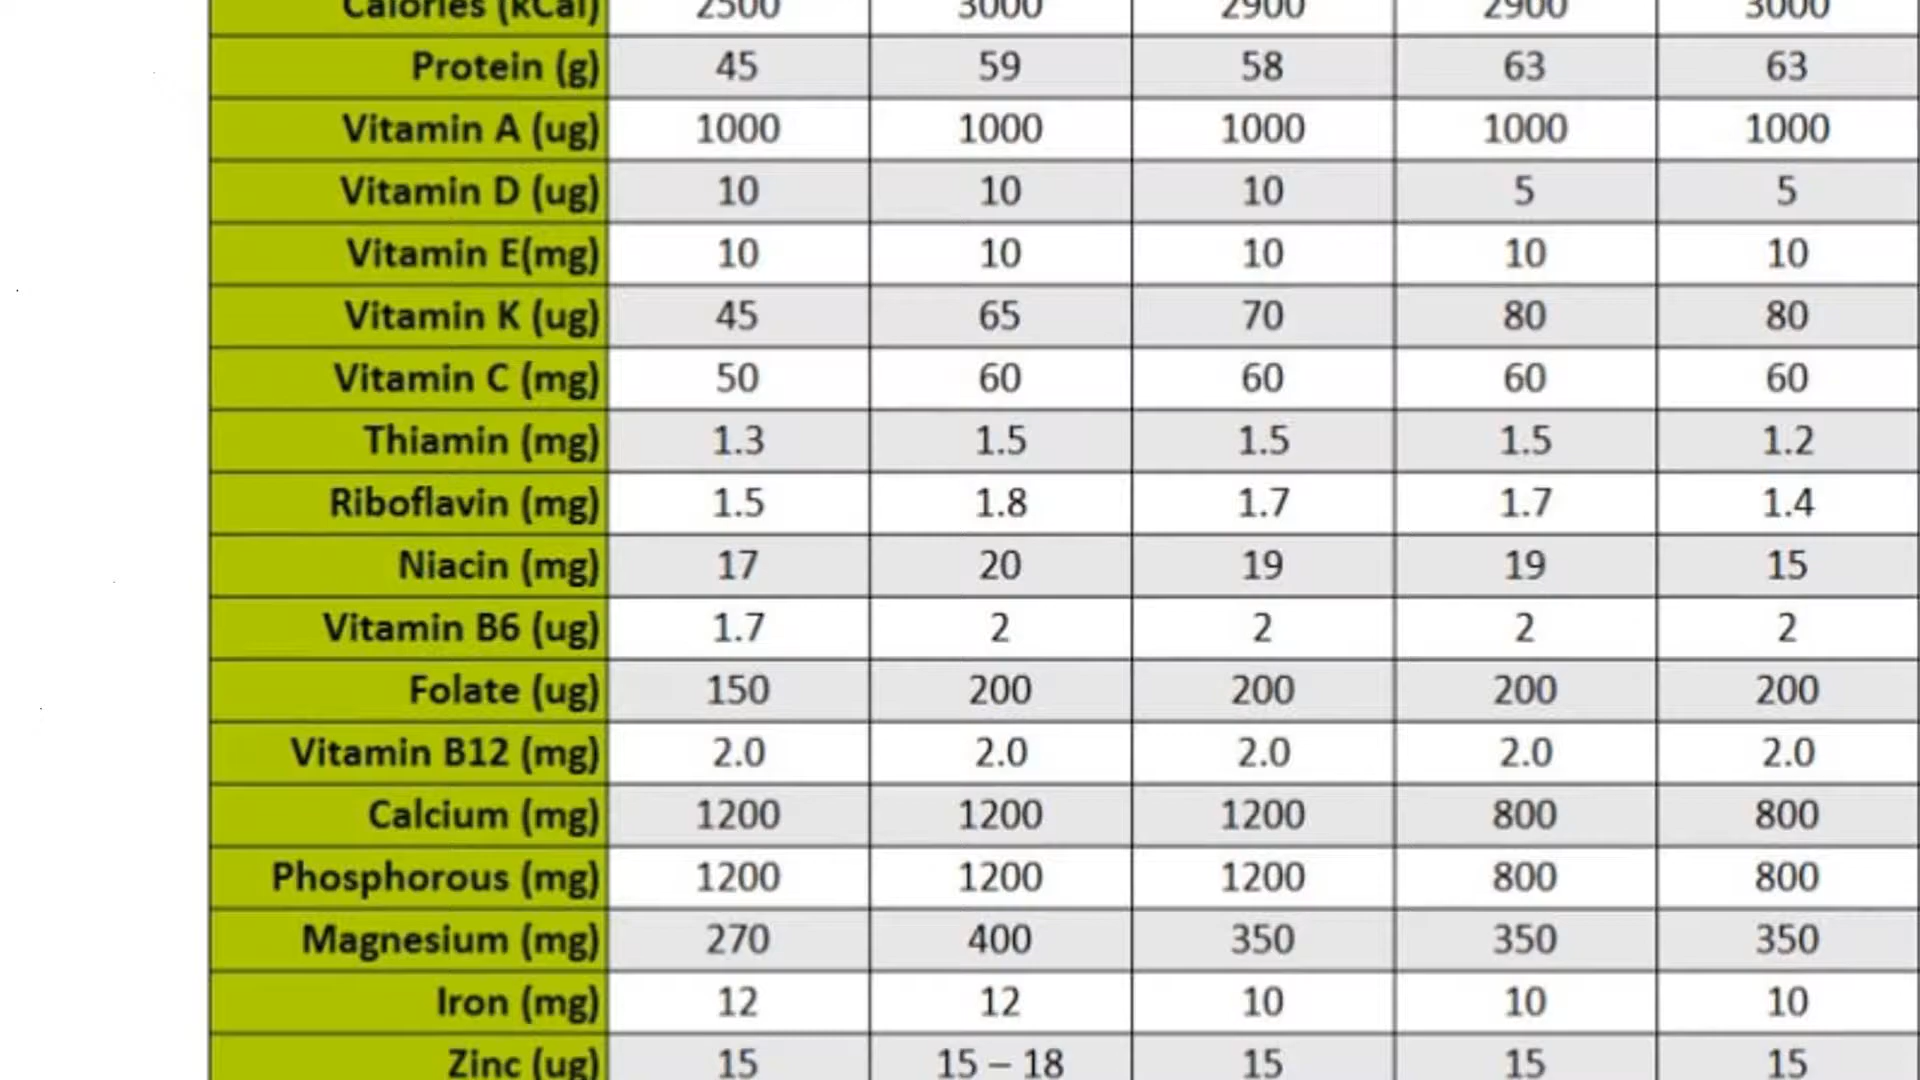 Calories (kCal) 2500 3000 2900 2900 3000
Protein (g) 45 59 58 63 63
Vitamin A (ug) 1000 1000 1000 1000 1000
Vitamin D (ug) 10 10 10 5 5
Vitamin E(mg) 10 10 10 10 10
Vitamin K (ug) 45 65 70 80 80
Vitamin C (mg) 50 60 60 60 60
Thiamin (mg) 1.3 1.5 1.5 1.5 1.2
Riboflavin (mg) 1.5 1.8 1.7 1.7 1.4
Niacin (mg) 17 20 19 19 15
Vitamin B6 (ug) 1.7 2 2 2 2
Folate (ug) 150 200 200 200 200
Vitamin B12 (mg) 2.0 2.0 2.0 2.0 2.0
Calcium (mg) 1200 1200 1200 800 800
Phosphorous (mg) 1200 1200 1200 800 800
Magnesium (mg) 270 400 350 350 350
Iron (mg) 12 12 10 10 10
Zinc (ug) 15 15 – 18 15 15 15